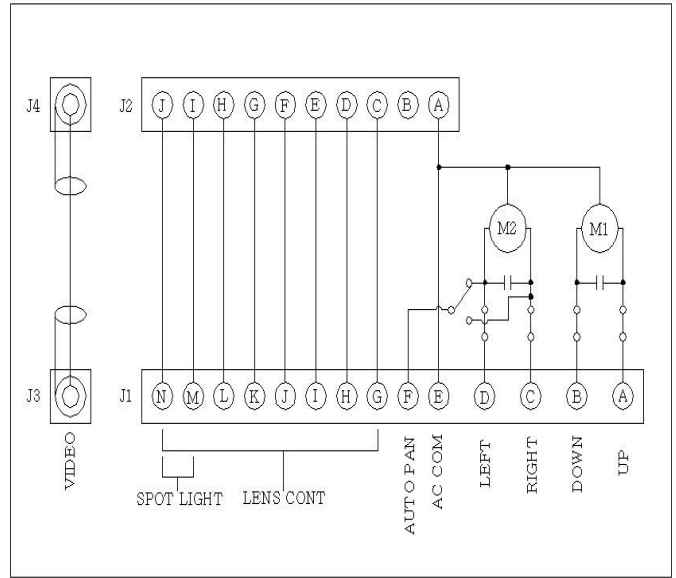 J4
J2
J I H G F E D C B A
M2
M1
J3
J1
N M L K J I H G F E D C B A
VIDEO
SPOT LIGHT
LENS CONT
AUTO PAN
AC COM
LEFT
RIGHT
DOWN
UP